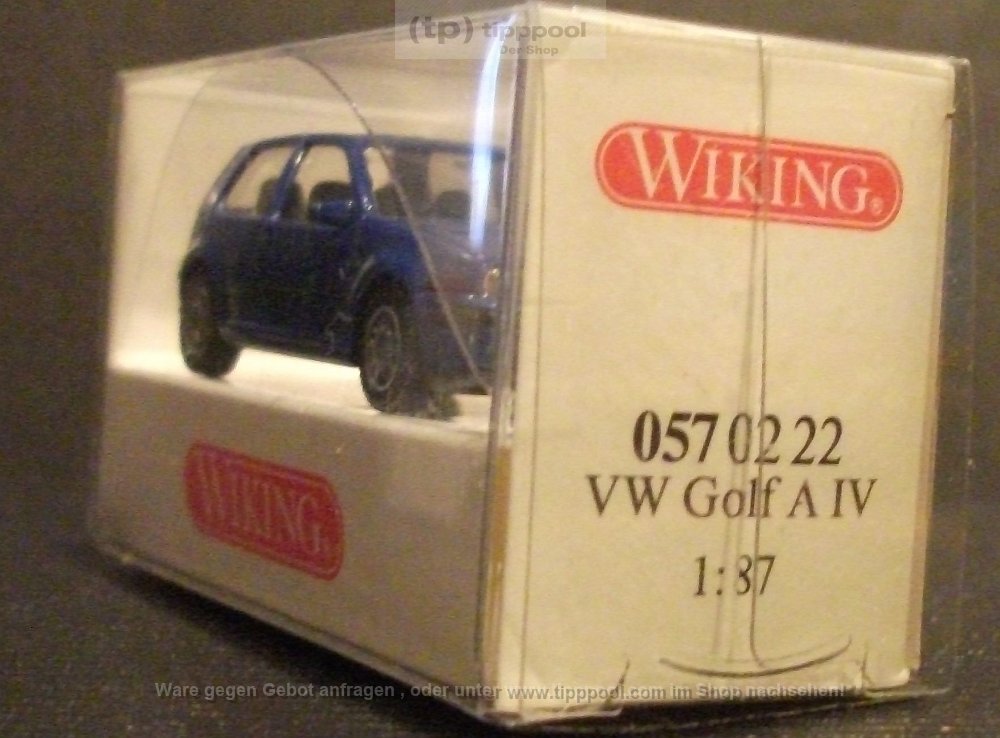 (tp) tipppool
Der Shop
WIKING®
057 02 22
VW Golf A IV
1:87
WIKING®
Ware gegen Gebot anfragen , oder unter www.tipppool.com im Shop nachsehen!